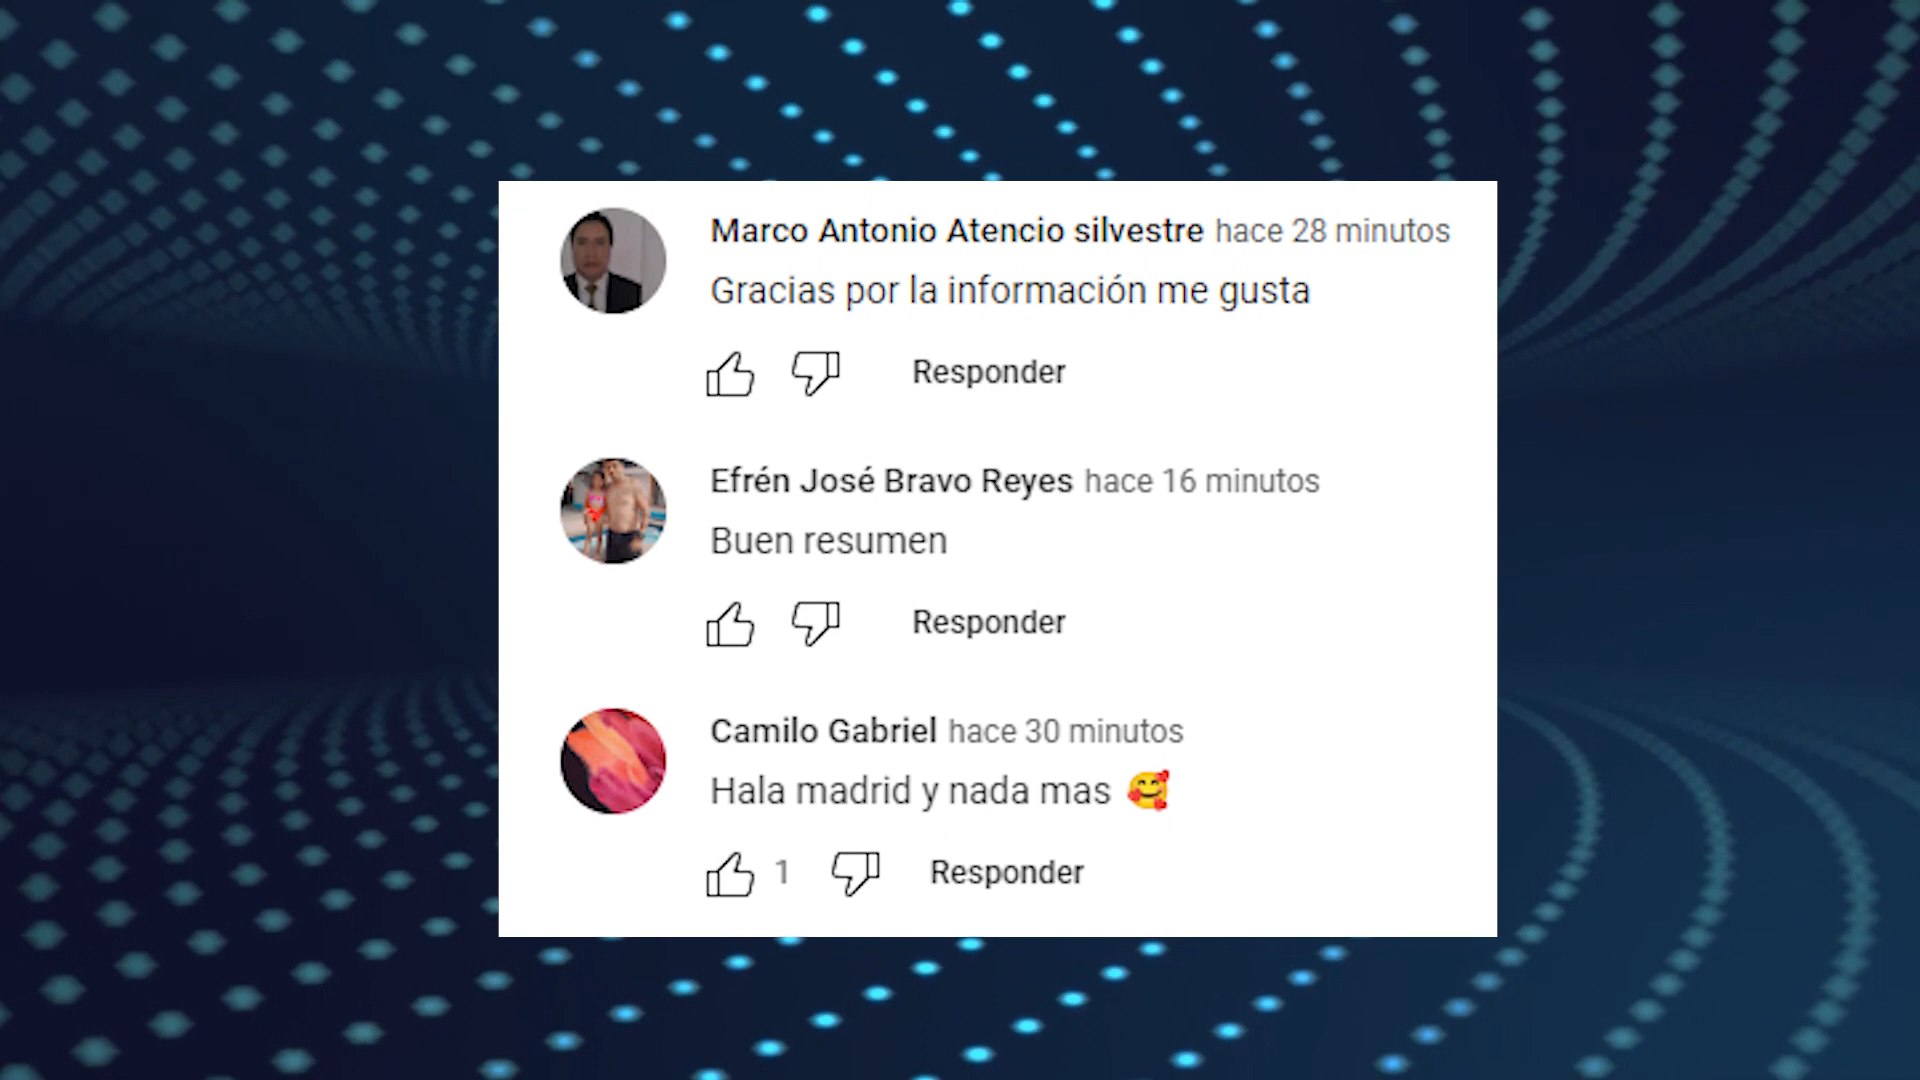 Marco Antonio Atencio silvestre hace 28 minutos
Gracias por la información me gusta
Responder
Efrén José Bravo Reyes hace 16 minutos
Buen resumen
Responder
Camilo Gabriel hace 30 minutos
Hala madrid y nada mas 🥰
1 Responder